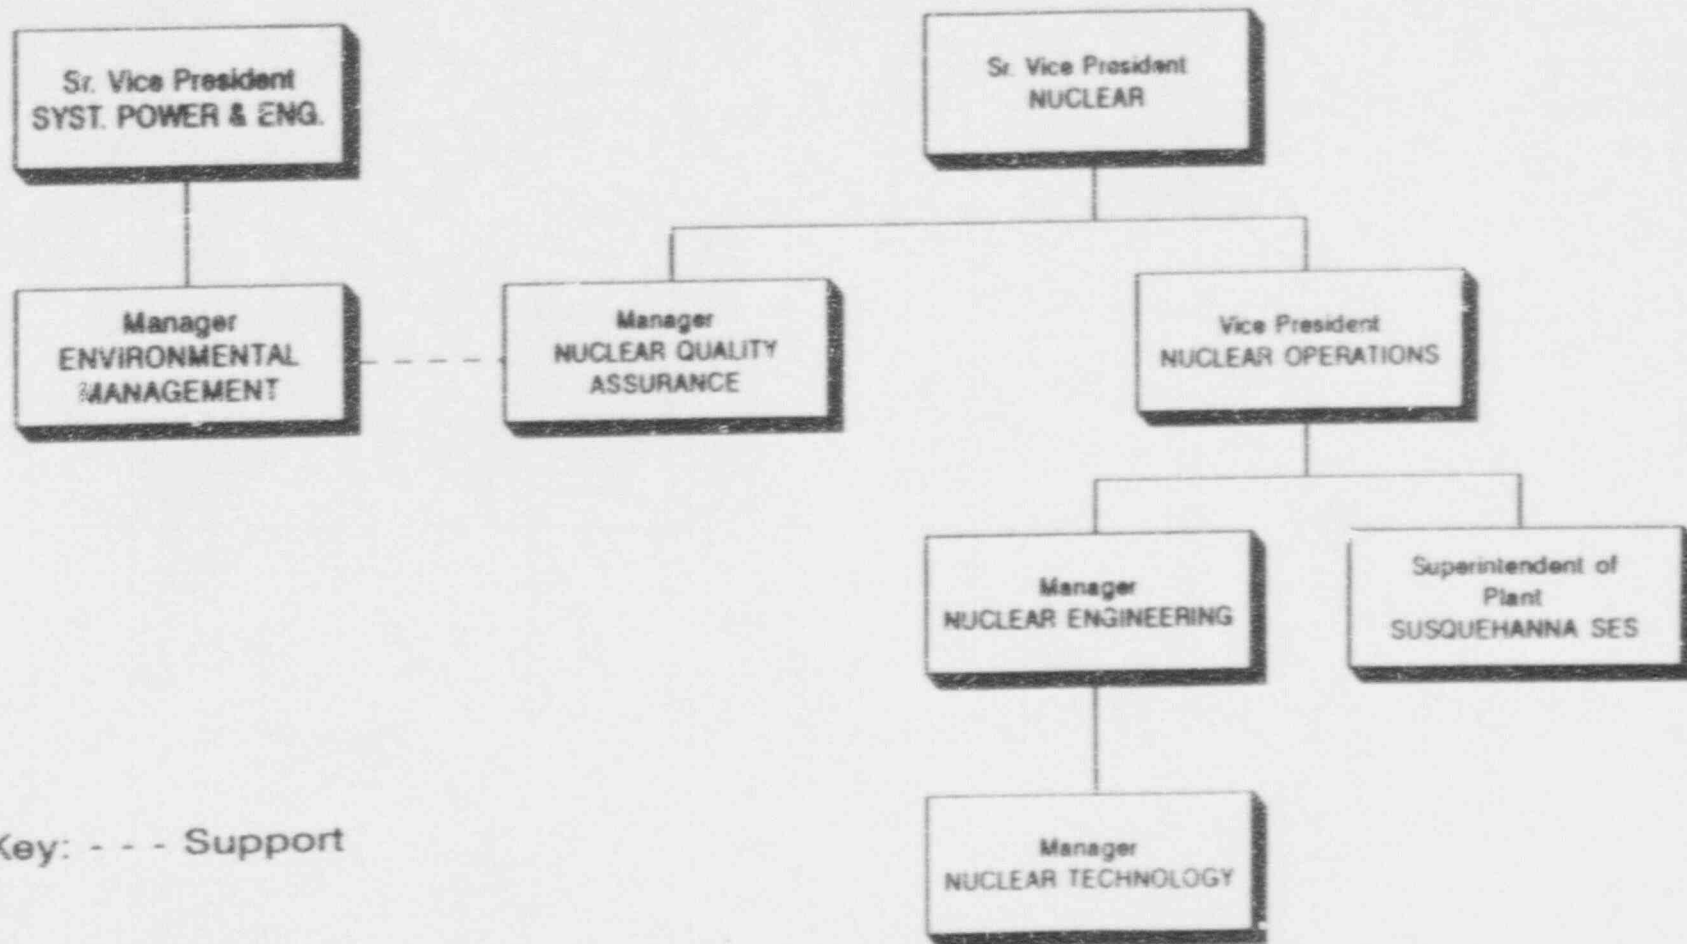 Sr. Vice President
SYST. POWER & ENG.
Sr. Vice President
NUCLEAR
Manager
ENVIRONMENTAL
MANAGEMENT
Manager
NUCLEAR QUALITY
ASSURANCE
Vice President
NUCLEAR OPERATIONS
Manager
NUCLEAR ENGINEERING
Superintendent of
Plant
SUSQUEHANNA SES
Key: - - - Support
Manager
NUCLEAR TECHNOLOGY